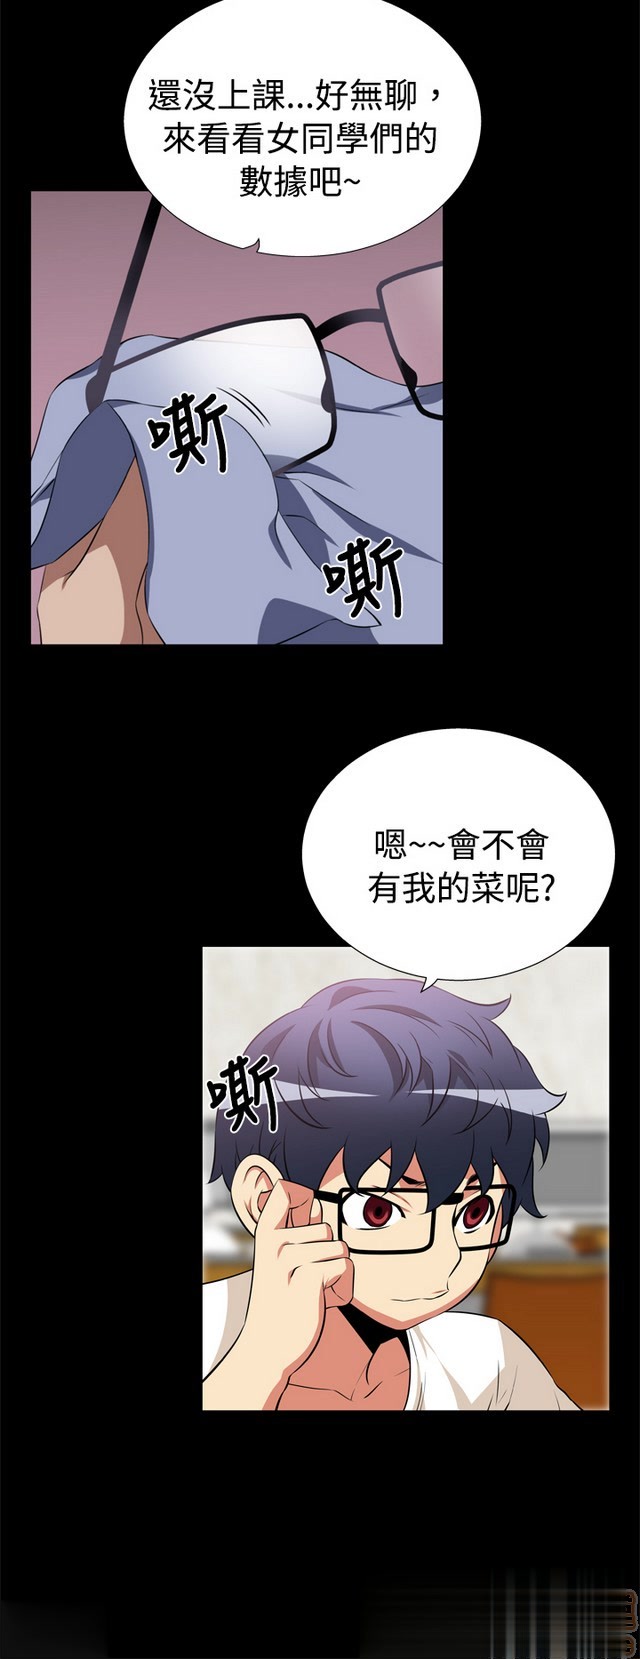 還沒上課...好無聊，
來看看女同學們的
數據吧~
嘶
嘶
嗯~~會不會
有我的菜呢?
嘶